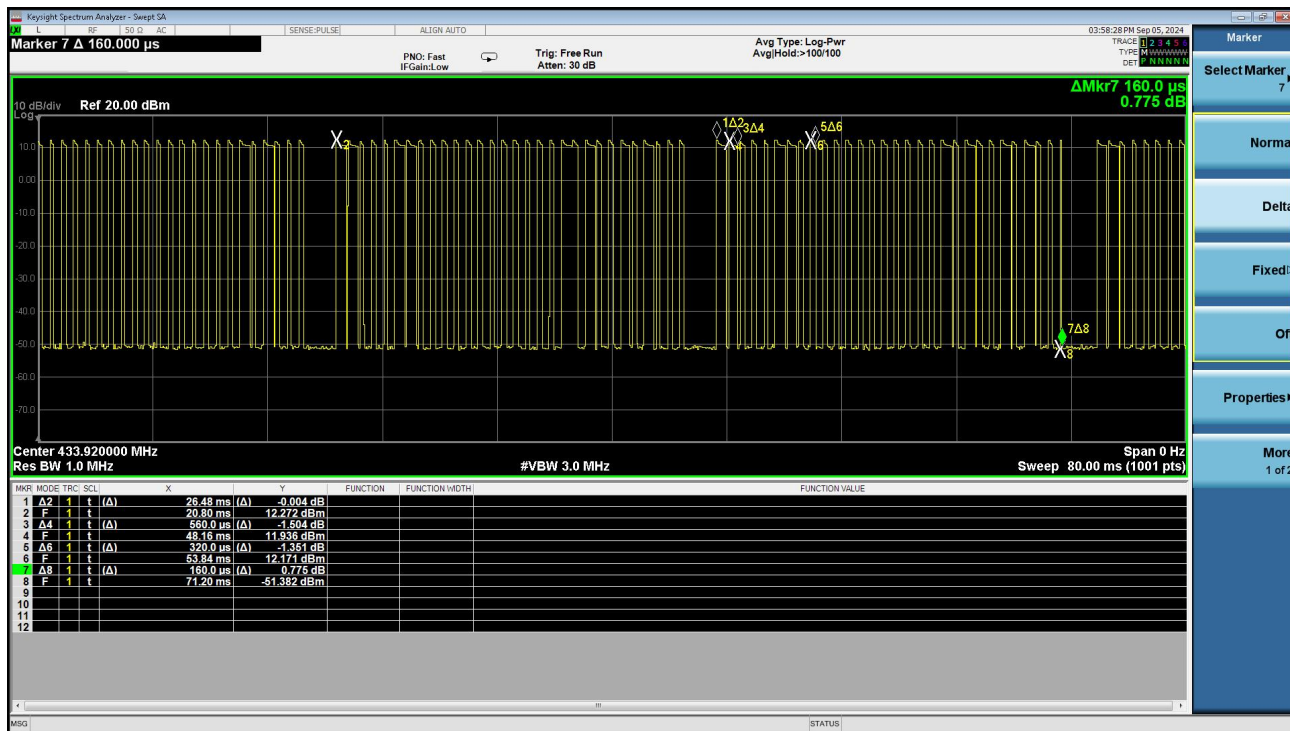 Keysight Spectrum Analyzer - Swept SA
L RF 50 Ω AC SENSE:PULSE ALIGN AUTO 03:58:28 PM Sep 05, 2024
Marker 7 Δ 160.000 µs
PNO: Fast
IFGain:Low
Trig: Free Run
Atten: 30 dB
Avg Type: Log-Pwr
Avg|Hold:>100/100
TRACE 1 2 3 4 5 6
TYPE M
DET P N N N N N
ΔMkr7 160.0 µs
0.775 dB
10 dB/div Ref 20.00 dBm
Log
10.0
0.00
-10.0
-20.0
-30.0
-40.0
-50.0
-60.0
-70.0
2
1Δ2
3Δ4
4
5Δ6
6
7Δ8
8
Center 433.920000 MHz Span 0 Hz
Res BW 1.0 MHz #VBW 3.0 MHz Sweep 80.00 ms (1001 pts)
MKR MODE TRC SCL X Y FUNCTION FUNCTION WIDTH FUNCTION VALUE
1 Δ2 1 t (Δ) 26.48 ms (Δ) -0.004 dB
2 F 1 t 20.80 ms 12.272 dBm
3 Δ4 1 t (Δ) 560.0 µs (Δ) -1.504 dB
4 F 1 t 48.16 ms 11.936 dBm
5 Δ6 1 t (Δ) 320.0 µs (Δ) -1.351 dB
6 F 1 t 53.84 ms 12.171 dBm
7 Δ8 1 t (Δ) 160.0 µs (Δ) 0.775 dB
8 F 1 t 71.20 ms -51.382 dBm
9
10
11
12
MSG STATUS
Marker
Select Marker
7
Norma
Delta
Fixed
Of
Properties
More
1 of 2